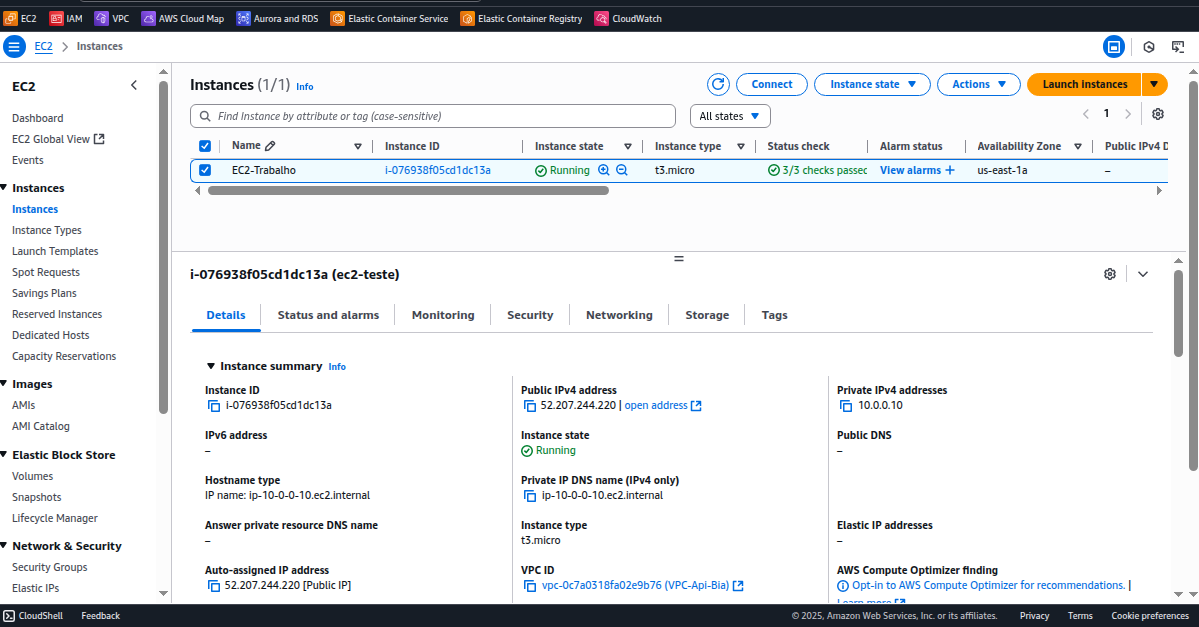 EC2 IAM VPC AWS Cloud Map Aurora and RDS Elastic Container Service Elastic Container Registry CloudWatch
EC2 Instances
EC2
Dashboard
EC2 Global View
Events
Instances
Instances
Instance Types
Launch Templates
Spot Requests
Savings Plans
Reserved Instances
Dedicated Hosts
Capacity Reservations
Images
AMIs
AMI Catalog
Elastic Block Store
Volumes
Snapshots
Lifecycle Manager
Network & Security
Security Groups
Elastic IPs
Instances (1/1) Info
Connect Instance state Actions Launch instances
Find Instance by attribute or tag (case-sensitive) All states 1
Name Instance ID Instance state Instance type Status check Alarm status Availability Zone Public IPv4 D
EC2-Trabalho i-076938f05cd1dc13a Running t3.micro 3/3 checks passed View alarms + us-east-1a –
i-076938f05cd1dc13a (ec2-teste)
Details Status and alarms Monitoring Security Networking Storage Tags
Instance summary Info
Instance ID
i-076938f05cd1dc13a
Public IPv4 address
52.207.244.220 | open address
Private IPv4 addresses
10.0.0.10
IPv6 address
–
Instance state
Running
Public DNS
–
Hostname type
IP name: ip-10-0-0-10.ec2.internal
Private IP DNS name (IPv4 only)
ip-10-0-0-10.ec2.internal
Answer private resource DNS name
–
Instance type
t3.micro
Elastic IP addresses
–
Auto-assigned IP address
52.207.244.220 [Public IP]
VPC ID
vpc-0c7a0318fa02e9b76 (VPC-Api-Bia)
AWS Compute Optimizer finding
Opt-in to AWS Compute Optimizer for recommendations. |
Learn more
CloudShell Feedback © 2025, Amazon Web Services, Inc. or its affiliates. Privacy Terms Cookie preferences